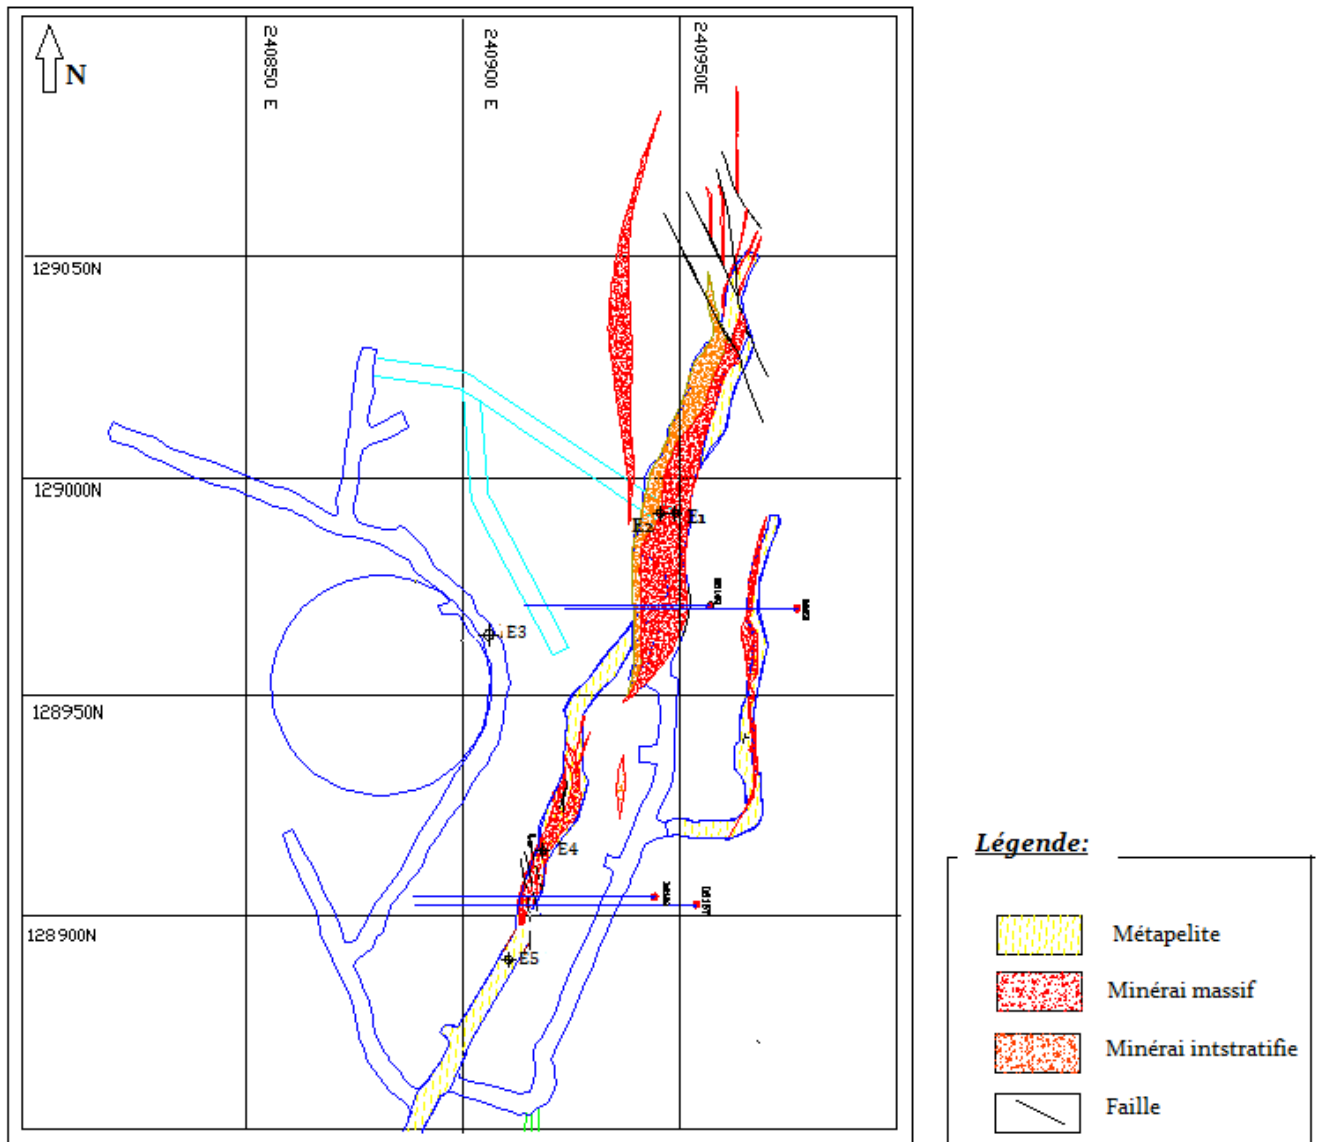 240850 E
240900 E
240950E
N
129050N
129000N
E2
E1
E3
128950N
E4
128900N
E5
Légende:
Métapelite
Minérai massif
Minérai intstratifie
Faille